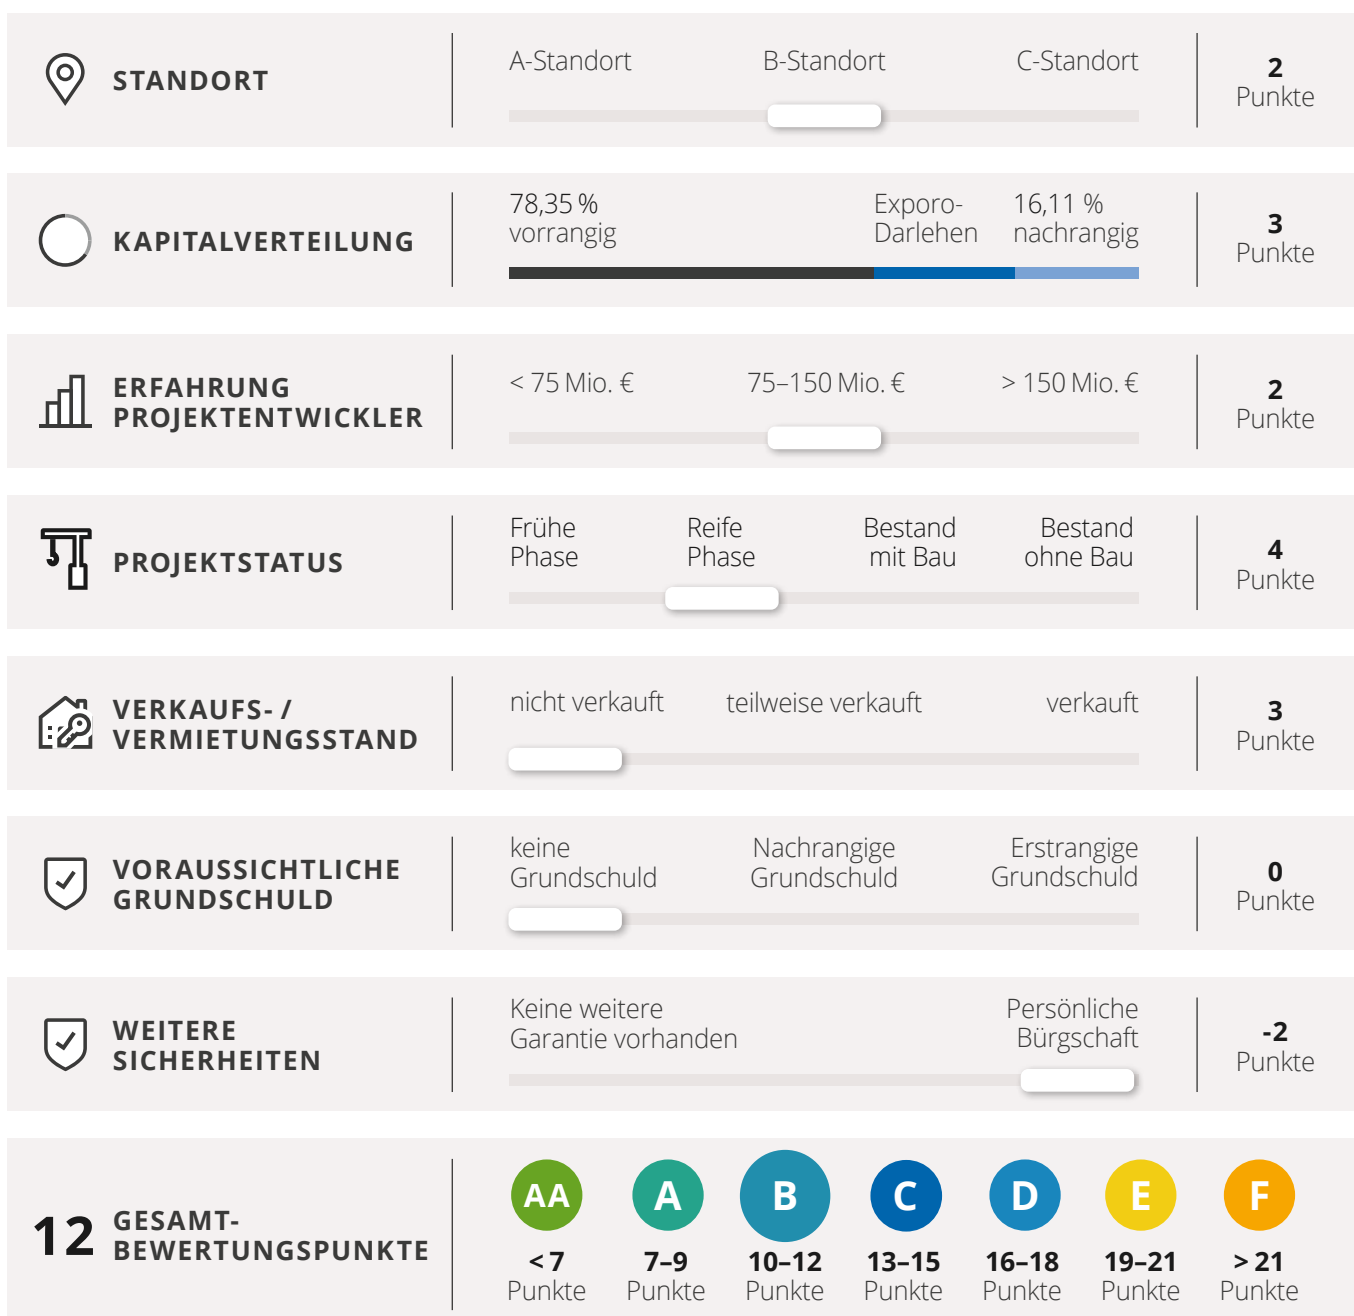 STANDORT
A-Standort B-Standort C-Standort
2
Punkte
KAPITALVERTEILUNG
78,35 % vorrangig
Exporo-Darlehen
16,11 % nachrangig
3
Punkte
ERFAHRUNG
PROJEKTENTWICKLER
< 75 Mio. € 75–150 Mio. € > 150 Mio. €
2
Punkte
PROJEKTSTATUS
Frühe Phase
Reife Phase
Bestand mit Bau
Bestand ohne Bau
4
Punkte
VERKAUFS- /
VERMIETUNGSSTAND
nicht verkauft teilweise verkauft verkauft
3
Punkte
VORAUSSICHTLICHE
GRUNDSCHULD
keine Grundschuld
Nachrangige Grundschuld
Erstrangige Grundschuld
0
Punkte
WEITERE
SICHERHEITEN
Keine weitere Garantie vorhanden
Persönliche Bürgschaft
-2
Punkte
12 GESAMT-
BEWERTUNGSPUNKTE
AA A B C D E F
< 7 7–9 10–12 13–15 16–18 19–21 > 21
Punkte Punkte Punkte Punkte Punkte Punkte Punkte